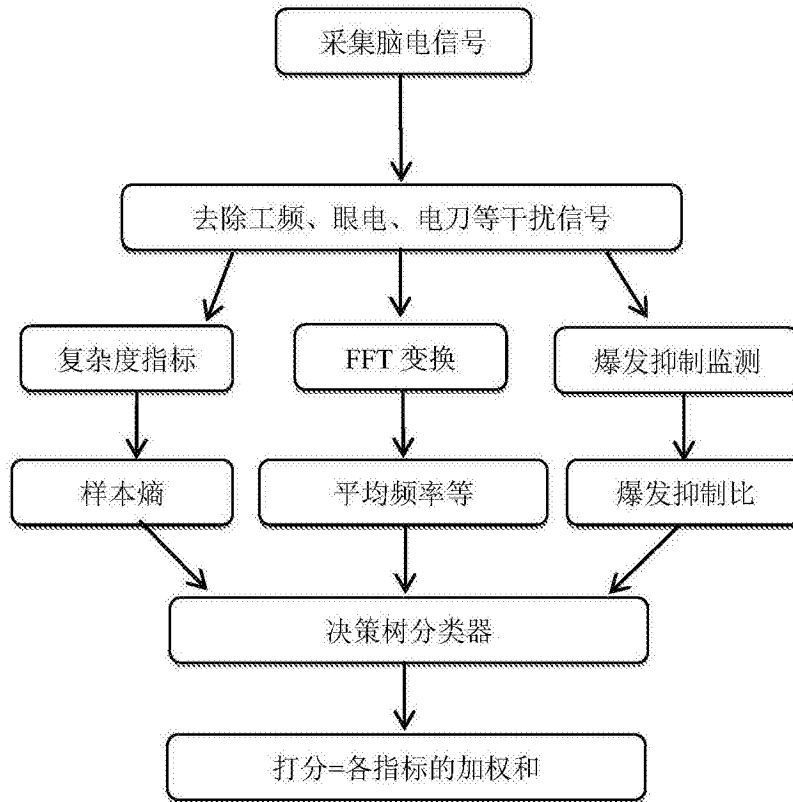 采集脑电信号
去除工频、眼电、电刀等干扰信号
复杂度指标
FFT 变换
爆发抑制监测
样本熵
平均频率等
爆发抑制比
决策树分类器
打分=各指标的加权和